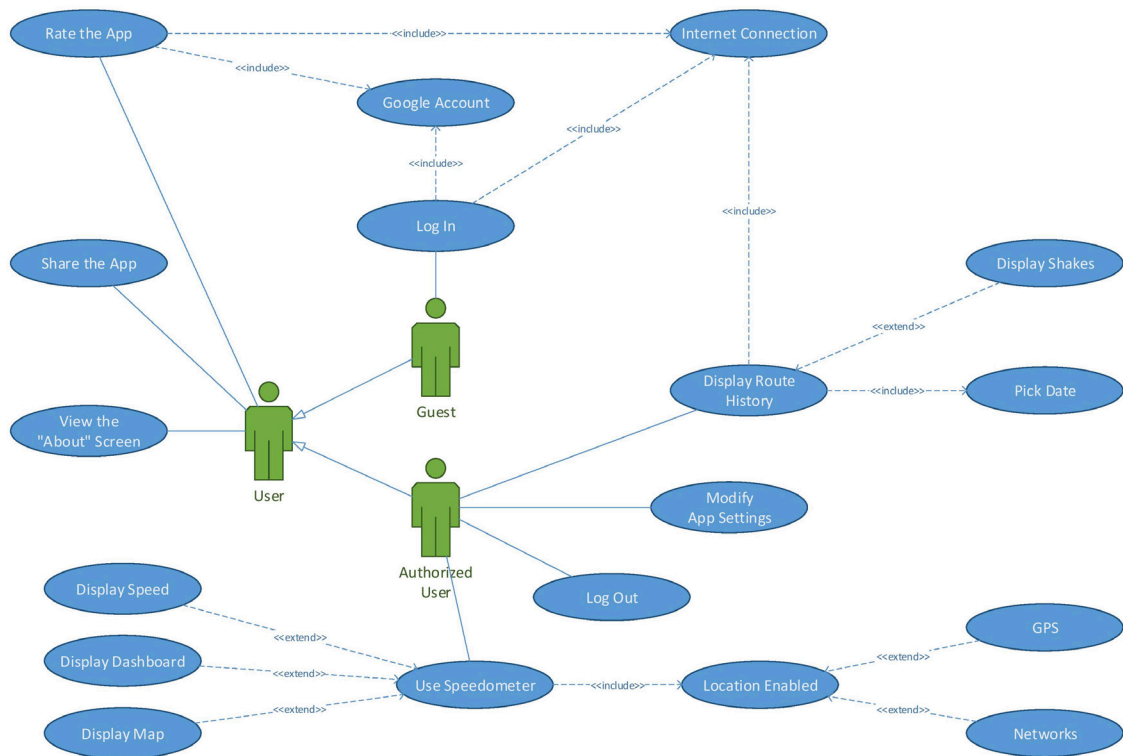 Rate the App
<<include>>
Internet Connection
<<include>>
Google Account
<<include>>
<<include>>
Log In
<<include>>
Share the App
Display Shakes
<<extend>>
Guest
Display Route
History
<<include>>
Pick Date
View the
"About" Screen
User
Modify
App Settings
Authorized
User
Log Out
Display Speed
<<extend>>
Display Dashboard
<<extend>>
Display Map
<<extend>>
Use Speedometer
<<include>>
Location Enabled
GPS
<<extend>>
<<extend>>
Networks